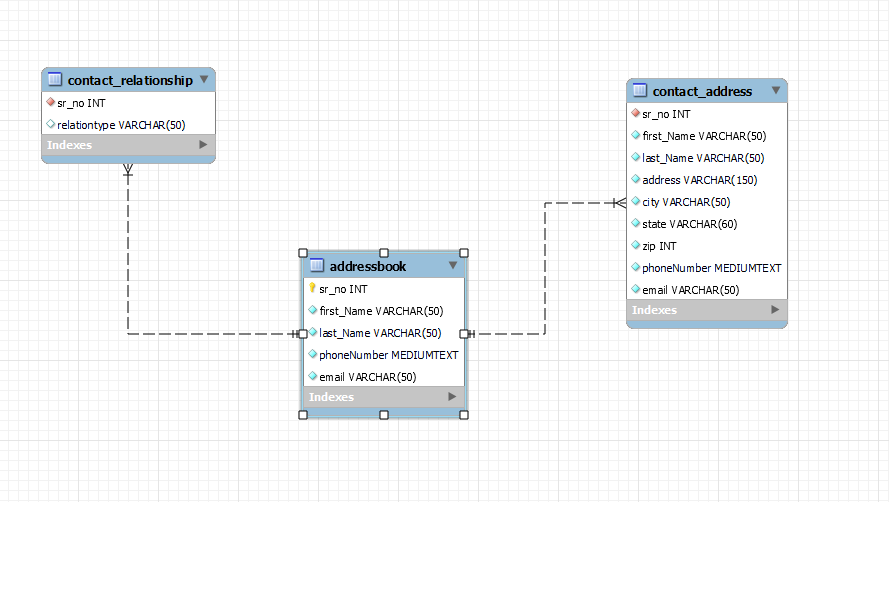 contact_relationship
sr_no INT
relationtype VARCHAR(50)
Indexes
contact_address
sr_no INT
first_Name VARCHAR(50)
last_Name VARCHAR(50)
address VARCHAR(150)
city VARCHAR(50)
state VARCHAR(60)
zip INT
phoneNumber MEDIUMTEXT
email VARCHAR(50)
Indexes
addressbook
sr_no INT
first_Name VARCHAR(50)
last_Name VARCHAR(50)
phoneNumber MEDIUMTEXT
email VARCHAR(50)
Indexes